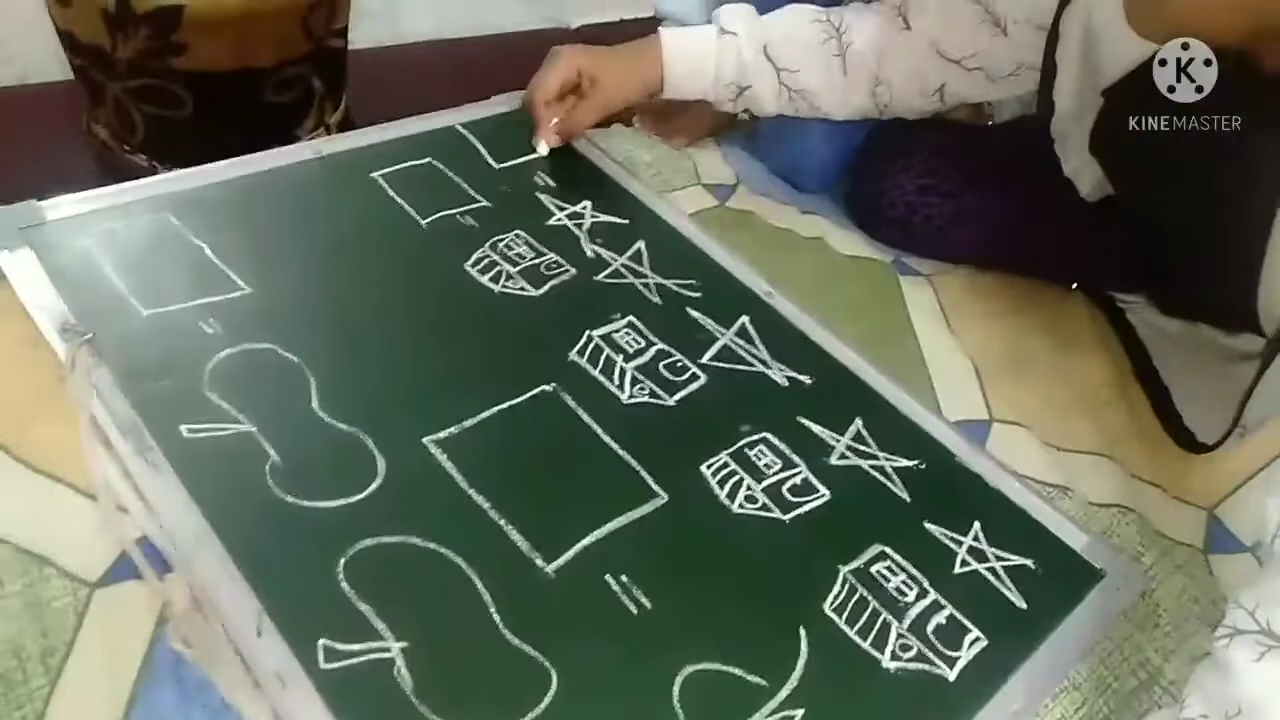 K
KINEMASTER
=
=
=
=